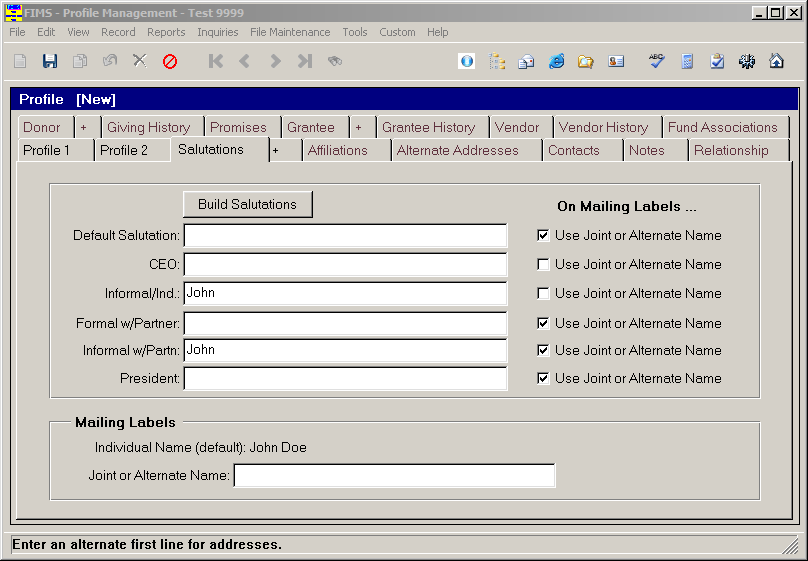 FIMS - Profile Management - Test 9999
File Edit View Record Reports Inquiries File Maintenance Tools Custom Help
Profile [New]
Donor + Giving History Promises Grantee + Grantee History Vendor Vendor History Fund Associations
Profile 1 Profile 2 Salutations + Affiliations Alternate Addresses Contacts Notes Relationship
Build Salutations On Mailing Labels ...
Default Salutation: Use Joint or Alternate Name
CEO: Use Joint or Alternate Name
Informal/Ind.: John Use Joint or Alternate Name
Formal w/Partner: Use Joint or Alternate Name
Informal w/Partn: John Use Joint or Alternate Name
President: Use Joint or Alternate Name
Mailing Labels
Individual Name (default): John Doe
Joint or Alternate Name:
Enter an alternate first line for addresses.